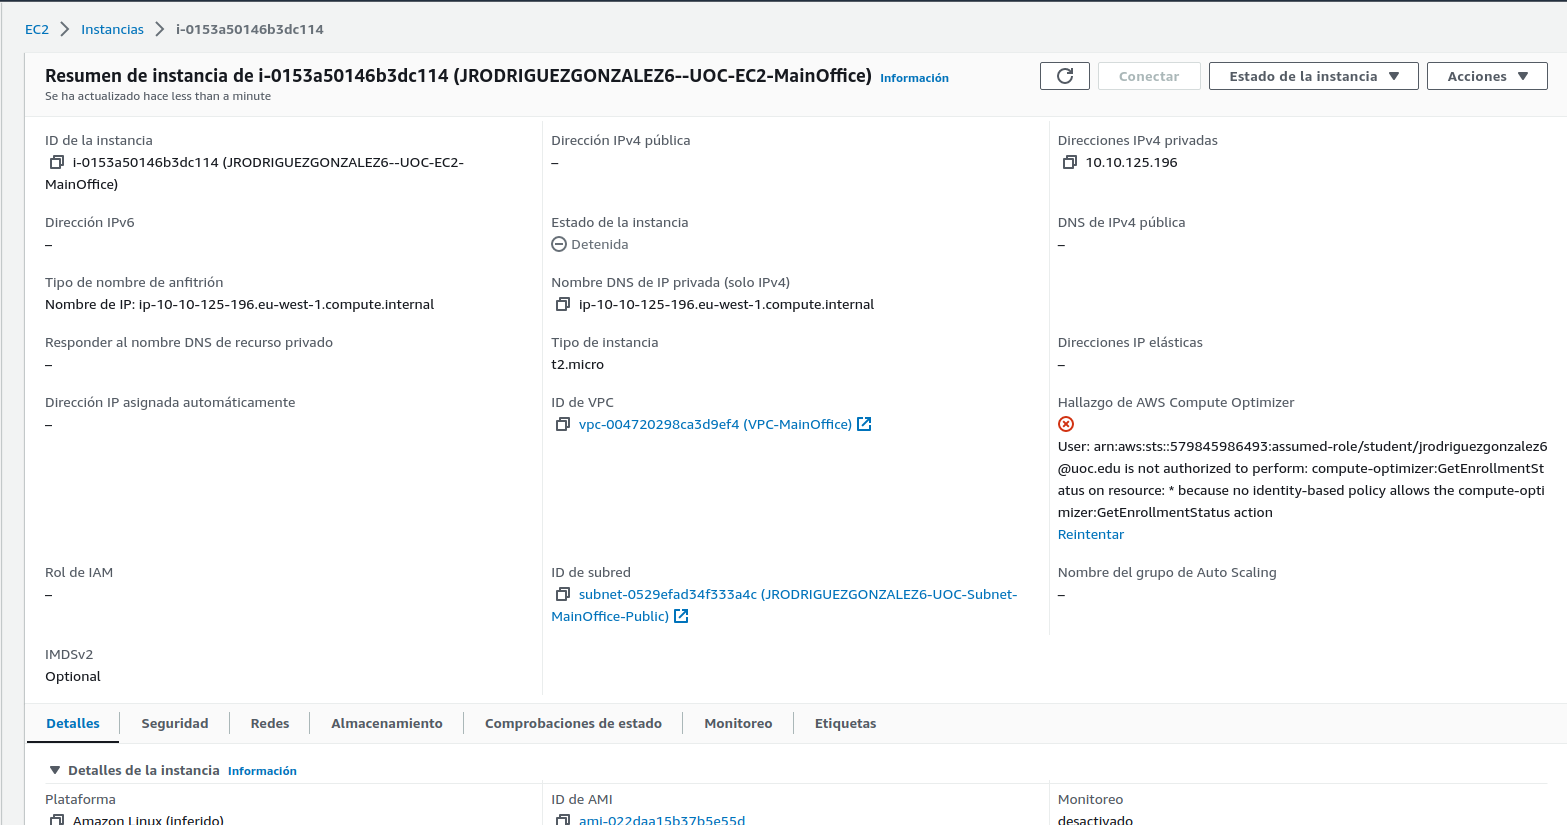 EC2 Instancias i-0153a50146b3dc114
Resumen de instancia de i-0153a50146b3dc114 (JRODRIGUEZGONZALEZ6--UOC-EC2-MainOffice) Información
Se ha actualizado hace less than a minute
Conectar
Estado de la instancia
Acciones
ID de la instancia
i-0153a50146b3dc114 (JRODRIGUEZGONZALEZ6--UOC-EC2-
MainOffice)
Dirección IPv4 pública
–
Direcciones IPv4 privadas
10.10.125.196
Dirección IPv6
–
Estado de la instancia
Detenida
DNS de IPv4 pública
–
Tipo de nombre de anfitrión
Nombre de IP: ip-10-10-125-196.eu-west-1.compute.internal
Nombre DNS de IP privada (solo IPv4)
ip-10-10-125-196.eu-west-1.compute.internal
Responder al nombre DNS de recurso privado
–
Tipo de instancia
t2.micro
Direcciones IP elásticas
–
Dirección IP asignada automáticamente
–
ID de VPC
vpc-004720298ca3d9ef4 (VPC-MainOffice)
Hallazgo de AWS Compute Optimizer
User: arn:aws:sts::579845986493:assumed-role/student/jrodriguezgonzalez6
@uoc.edu is not authorized to perform: compute-optimizer:GetEnrollmentSt
atus on resource: * because no identity-based policy allows the compute-opti
mizer:GetEnrollmentStatus action
Reintentar
Rol de IAM
–
ID de subred
subnet-0529efad34f333a4c (JRODRIGUEZGONZALEZ6-UOC-Subnet-
MainOffice-Public)
Nombre del grupo de Auto Scaling
–
IMDSv2
Optional
Detalles Seguridad Redes Almacenamiento Comprobaciones de estado Monitoreo Etiquetas
Detalles de la instancia Información
Plataforma
Amazon Linux (inferido)
ID de AMI
ami-022daa15b37b5e55d
Monitoreo
desactivado